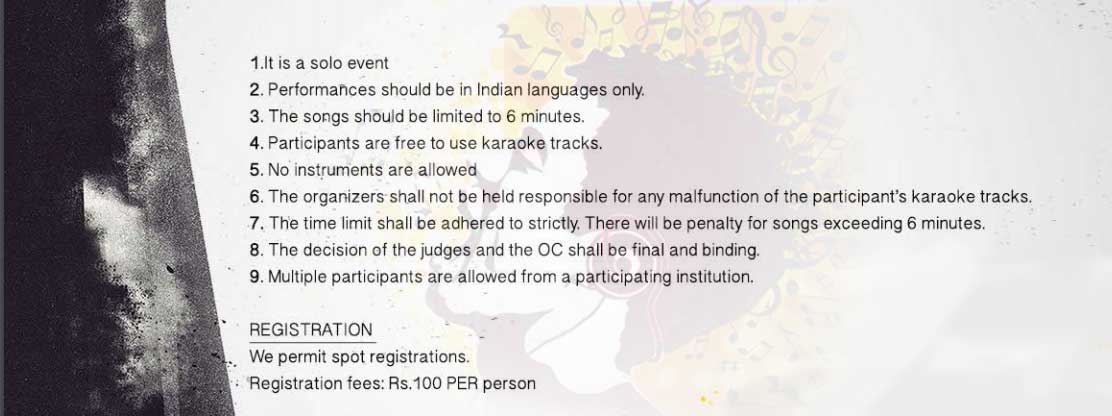 1.It is a solo event
2. Performances should be in Indian languages only.
3. The songs should be limited to 6 minutes.
4. Participants are free to use karaoke tracks.
5. No instruments are allowed
6. The organizers shall not be held responsible for any malfunction of the participant's karaoke tracks.
7. The time limit shall be adhered to strictly. There will be penalty for songs exceeding 6 minutes.
8. The decision of the judges and the OC shall be final and binding.
9. Multiple participants are allowed from a participating institution.
REGISTRATION
We permit spot registrations.
Registration fees: Rs.100 PER person